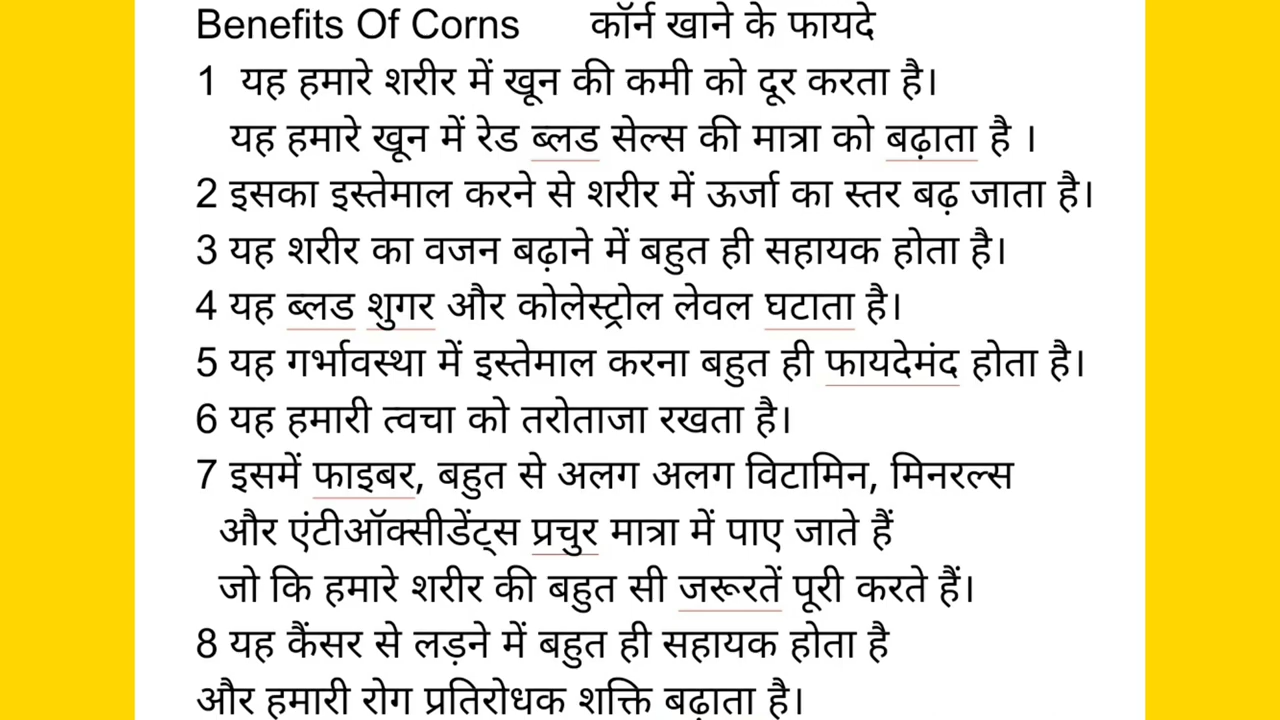 Benefits Of Corns कॉर्न खाने के फायदे
1 यह हमारे शरीर में खून की कमी को दूर करता है।
यह हमारे खून में रेड ब्लड सेल्स की मात्रा को बढ़ाता है ।
2 इसका इस्तेमाल करने से शरीर में ऊर्जा का स्तर बढ़ जाता है।
3 यह शरीर का वजन बढ़ाने में बहुत ही सहायक होता है।
4 यह ब्लड शुगर और कोलेस्ट्रोल लेवल घटाता है।
5 यह गर्भावस्था में इस्तेमाल करना बहुत ही फायदेमंद होता है।
6 यह हमारी त्वचा को तरोताजा रखता है।
7 इसमें फाइबर, बहुत से अलग अलग विटामिन, मिनरल्स
और एंटीऑक्सीडेंट्स प्रचुर मात्रा में पाए जाते हैं
जो कि हमारे शरीर की बहुत सी जरूरतें पूरी करते हैं।
8 यह कैंसर से लड़ने में बहुत ही सहायक होता है
और हमारी रोग प्रतिरोधक शक्ति बढ़ाता है।